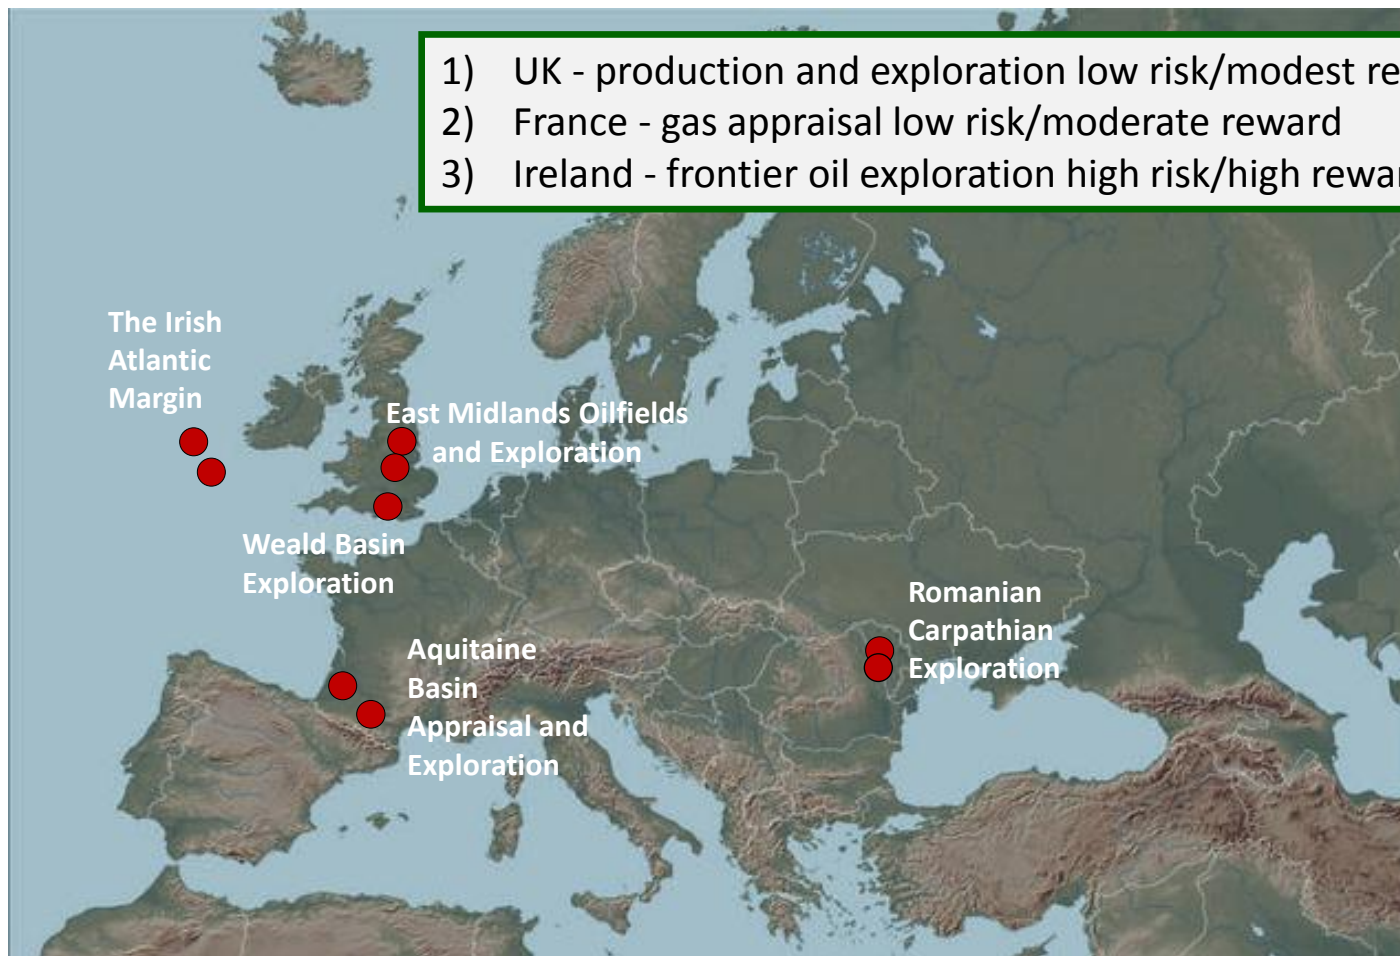 1) UK - production and exploration low risk/modest re
2) France - gas appraisal low risk/moderate reward
3) Ireland - frontier oil exploration high risk/high rewar
The Irish
Atlantic
Margin
East Midlands Oilfields
and Exploration
Weald Basin
Exploration
Romanian
Carpathian
Exploration
Aquitaine
Basin
Appraisal and
Exploration